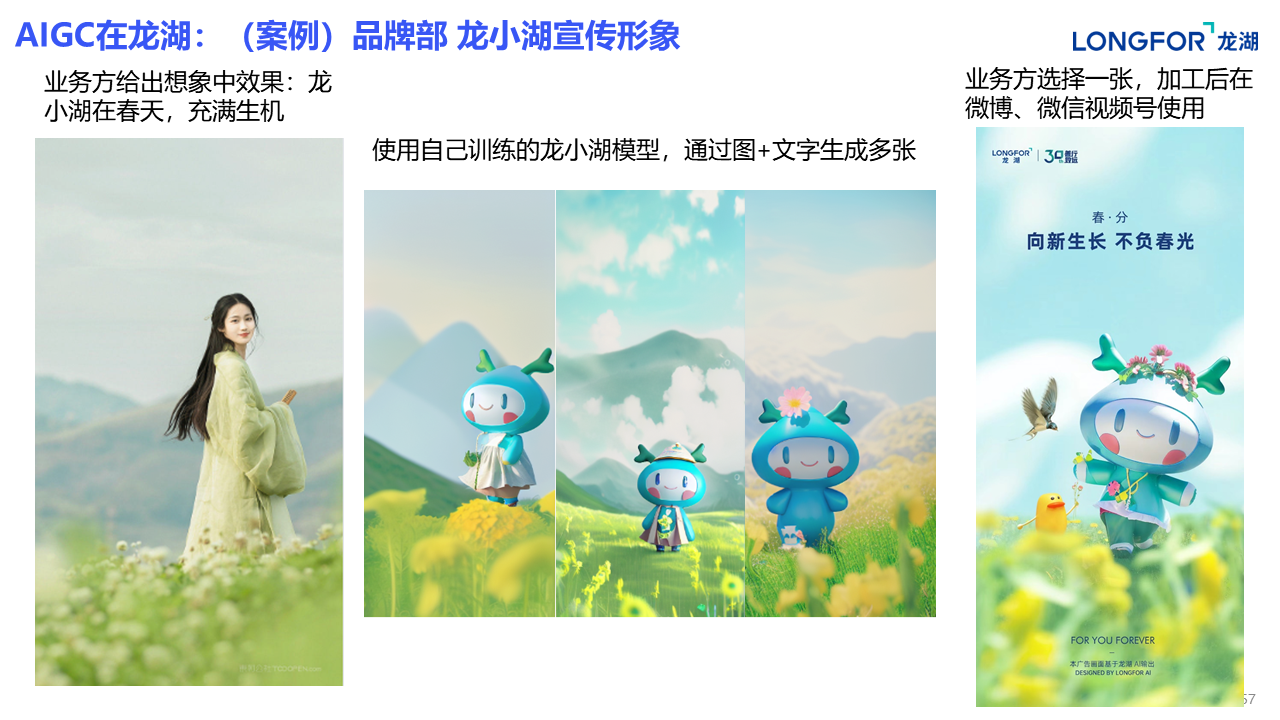 AIGC在龙湖：（案例）品牌部 龙小湖宣传形象
LONGFOR 龙湖
业务方给出想象中效果：龙
小湖在春天，充满生机
使用自己训练的龙小湖模型，通过图+文字生成多张
业务方选择一张，加工后在
微博、微信视频号使用
LONGFOR
龙湖
春·分
向新生长 不负春光
FOR YOU FOREVER
本广告画面基于龙湖 AI输出
DESIGNED BY LONGFOR AI
57